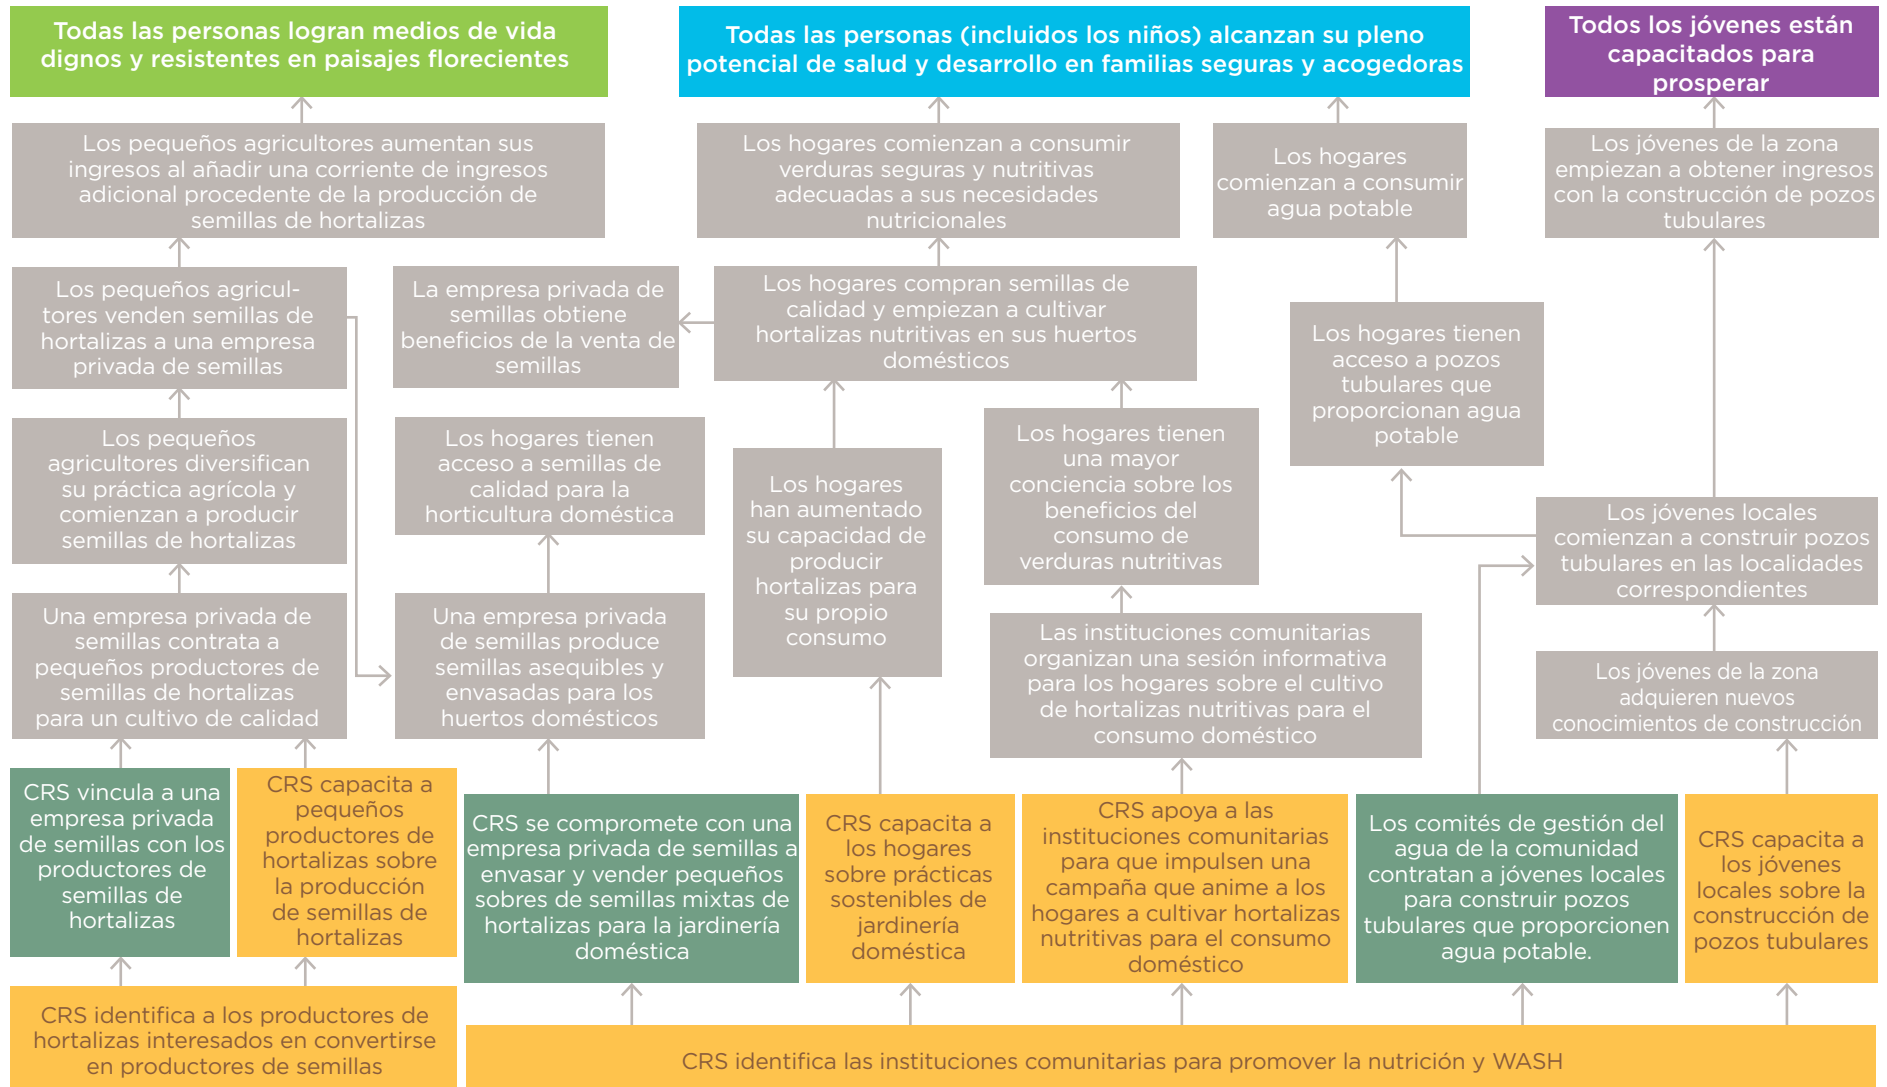 Todas las personas logran medios de vida
dignos y resistentes en paisajes florecientes
Todas las personas (incluidos los niños) alcanzan su pleno
potencial de salud y desarrollo en familias seguras y acogedoras
Todos los jóvenes están
capacitados para
prosperar
Los pequeños agricultores aumentan sus
ingresos al añadir una corriente de ingresos
adicional procedente de la producción de
semillas de hortalizas
Los hogares comienzan a consumir
verduras seguras y nutritivas
adecuadas a sus necesidades
nutricionales
Los hogares
comienzan a consumir
agua potable
Los jóvenes de la zona
empiezan a obtener ingresos
con la construcción de pozos
tubulares
Los pequeños agricul-
tores venden semillas de
hortalizas a una empresa
privada de semillas
La empresa privada de
semillas obtiene
beneficios de la venta de
semillas
Los hogares compran semillas de
calidad y empiezan a cultivar
hortalizas nutritivas en sus huertos
domésticos
Los hogares tienen
acceso a pozos
tubulares que
proporcionan agua
potable
Los pequeños
agricultores diversifican
su práctica agrícola y
comienzan a producir
semillas de hortalizas
Los hogares tienen
acceso a semillas de
calidad para la
horticultura doméstica
Los hogares
han aumentado
su capacidad de
producir
hortalizas para
su propio
consumo
Los hogares tienen
una mayor
conciencia sobre los
beneficios del
consumo de
verduras nutritivas
Los jóvenes locales
comienzan a construir pozos
tubulares en las localidades
correspondientes
Una empresa privada de
semillas contrata a
pequeños productores de
semillas de hortalizas
para un cultivo de calidad
Una empresa privada
de semillas produce
semillas asequibles y
envasadas para los
huertos domésticos
Las instituciones comunitarias
organizan una sesión informativa
para los hogares sobre el cultivo
de hortalizas nutritivas para el
consumo doméstico
Los jóvenes de la zona
adquieren nuevos
conocimientos de construcción
CRS vincula a una
empresa privada
de semillas con los
productores de
semillas de
hortalizas
CRS capacita a
pequeños
productores de
hortalizas sobre
la producción
de semillas de
hortalizas
CRS se compromete con una
empresa privada de semillas a
envasar y vender pequeños
sobres de semillas mixtas de
hortalizas para la jardinería
doméstica
CRS capacita a
los hogares
sobre prácticas
sostenibles de
jardinería
doméstica
CRS apoya a las
instituciones comunitarias
para que impulsen una
campaña que anime a los
hogares a cultivar hortalizas
nutritivas para el consumo
doméstico
Los comités de gestión del
agua de la comunidad
contratan a jóvenes locales
para construir pozos
tubulares que proporcionen
agua potable.
CRS capacita a
los jóvenes
locales sobre la
construcción de
pozos tubulares
CRS identifica a los productores de
hortalizas interesados en convertirse
en productores de semillas
CRS identifica las instituciones comunitarias para promover la nutrición y WASH